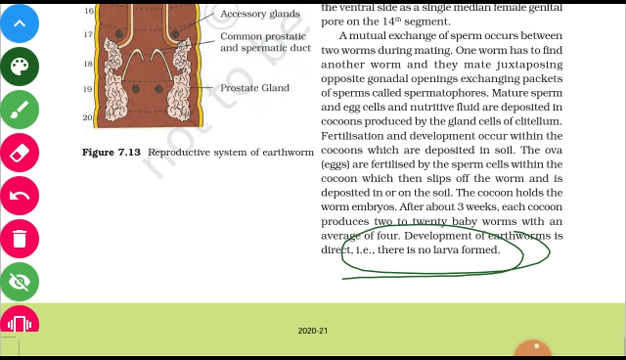 16
17
18
19
20
Accessory glands
Common prostatic
and spermatic duct
Prostate Gland
not to be
Figure 7.13 Reproductive system of earthworm
the ventral side as a single median female genital
pore on the 14th segment.
A mutual exchange of sperm occurs between
two worms during mating. One worm has to find
another worm and they mate juxtaposing
opposite gonadal openings exchanging packets
of sperms called spermatophores. Mature sperm
and egg cells and nutritive fluid are deposited in
cocoons produced by the gland cells of clitellum.
Fertilisation and development occur within the
cocoons which are deposited in soil. The ova
(eggs) are fertilised by the sperm cells within the
cocoon which then slips off the worm and is
deposited in or on the soil. The cocoon holds the
worm embryos. After about 3 weeks, each cocoon
produces two to twenty baby worms with an
average of four. Development of earthworms is
direct, i.e., there is no larva formed.
2020-21